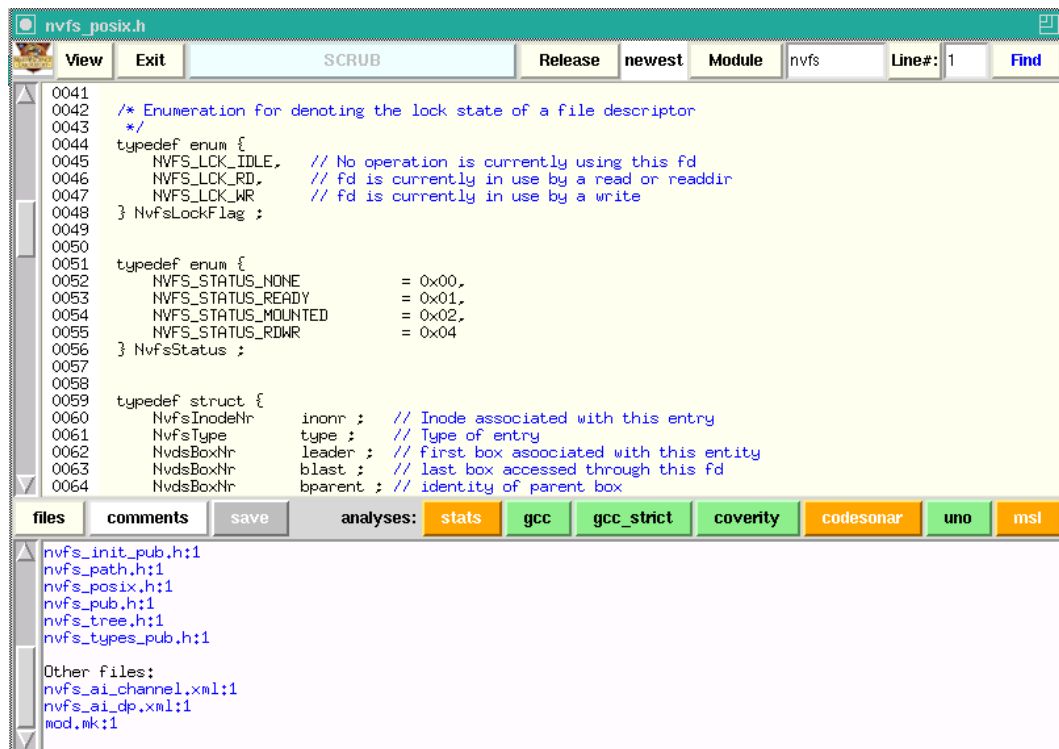 nvfs_posix.h
View Exit SCRUB Release newest Module nvfs Line#: 1 Find
0041
0042 /* Enumeration for denoting the lock state of a file descriptor
0043 */
0044 typedef enum {
0045 NVFS_LCK_IDLE, // No operation is currently using this fd
0046 NVFS_LCK_RD, // fd is currently in use by a read or readdir
0047 NVFS_LCK_WR // fd is currently in use by a write
0048 } NvfsLockFlag ;
0049
0050
0051 typedef enum {
0052 NVFS_STATUS_NONE = 0x00,
0053 NVFS_STATUS_READY = 0x01,
0054 NVFS_STATUS_MOUNTED = 0x02,
0055 NVFS_STATUS_RDWR = 0x04
0056 } NvfsStatus ;
0057
0058
0059 typedef struct {
0060 NvfsInodeNr inonr ; // Inode associated with this entry
0061 NvfsType type ; // Type of entry
0062 NvdsBoxNr leader ; // first box asoociated with this entity
0063 NvdsBoxNr blast ; // last box accessed through this fd
0064 NvdsBoxNr bparent ; // identity of parent box
files comments save analyses: stats gcc gcc_strict coverity codesonar uno msl
nvfs_init_pub.h:1
nvfs_path.h:1
nvfs_posix.h:1
nvfs_pub.h:1
nvfs_tree.h:1
nvfs_types_pub.h:1
Other files:
nvfs_ai_channel.xml:1
nvfs_ai_dp.xml:1
mod.mk:1